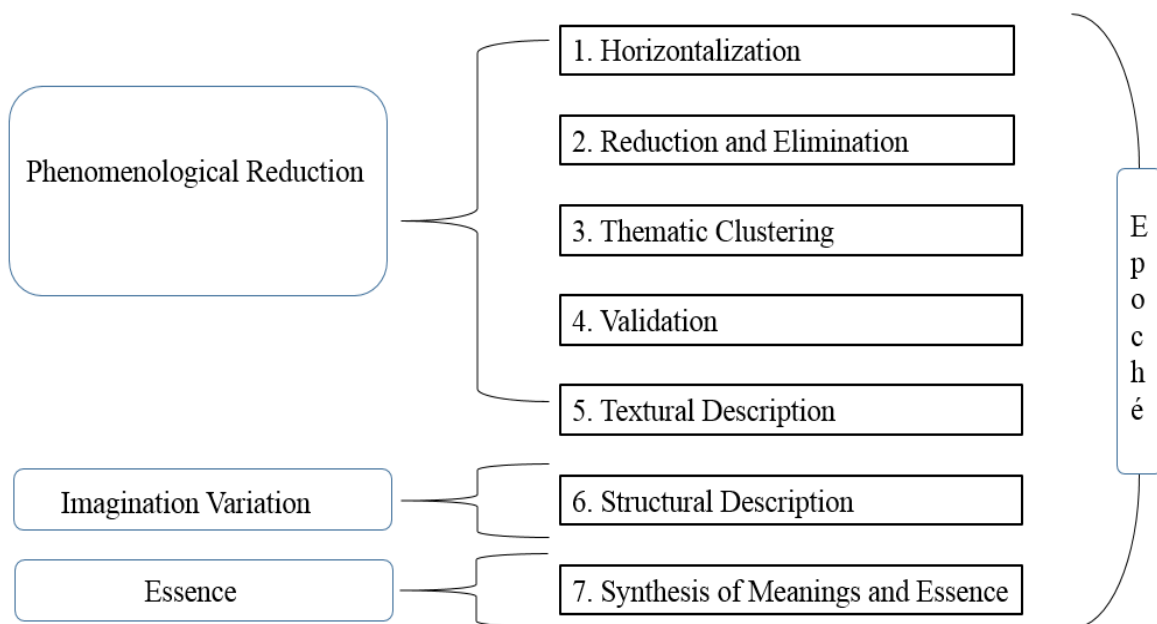 Phenomenological Reduction
1. Horizontalization
2. Reduction and Elimination
3. Thematic Clustering
4. Validation
5. Textural Description
Imagination Variation
6. Structural Description
Essence
7. Synthesis of Meanings and Essence
E
p
o
c
h
é